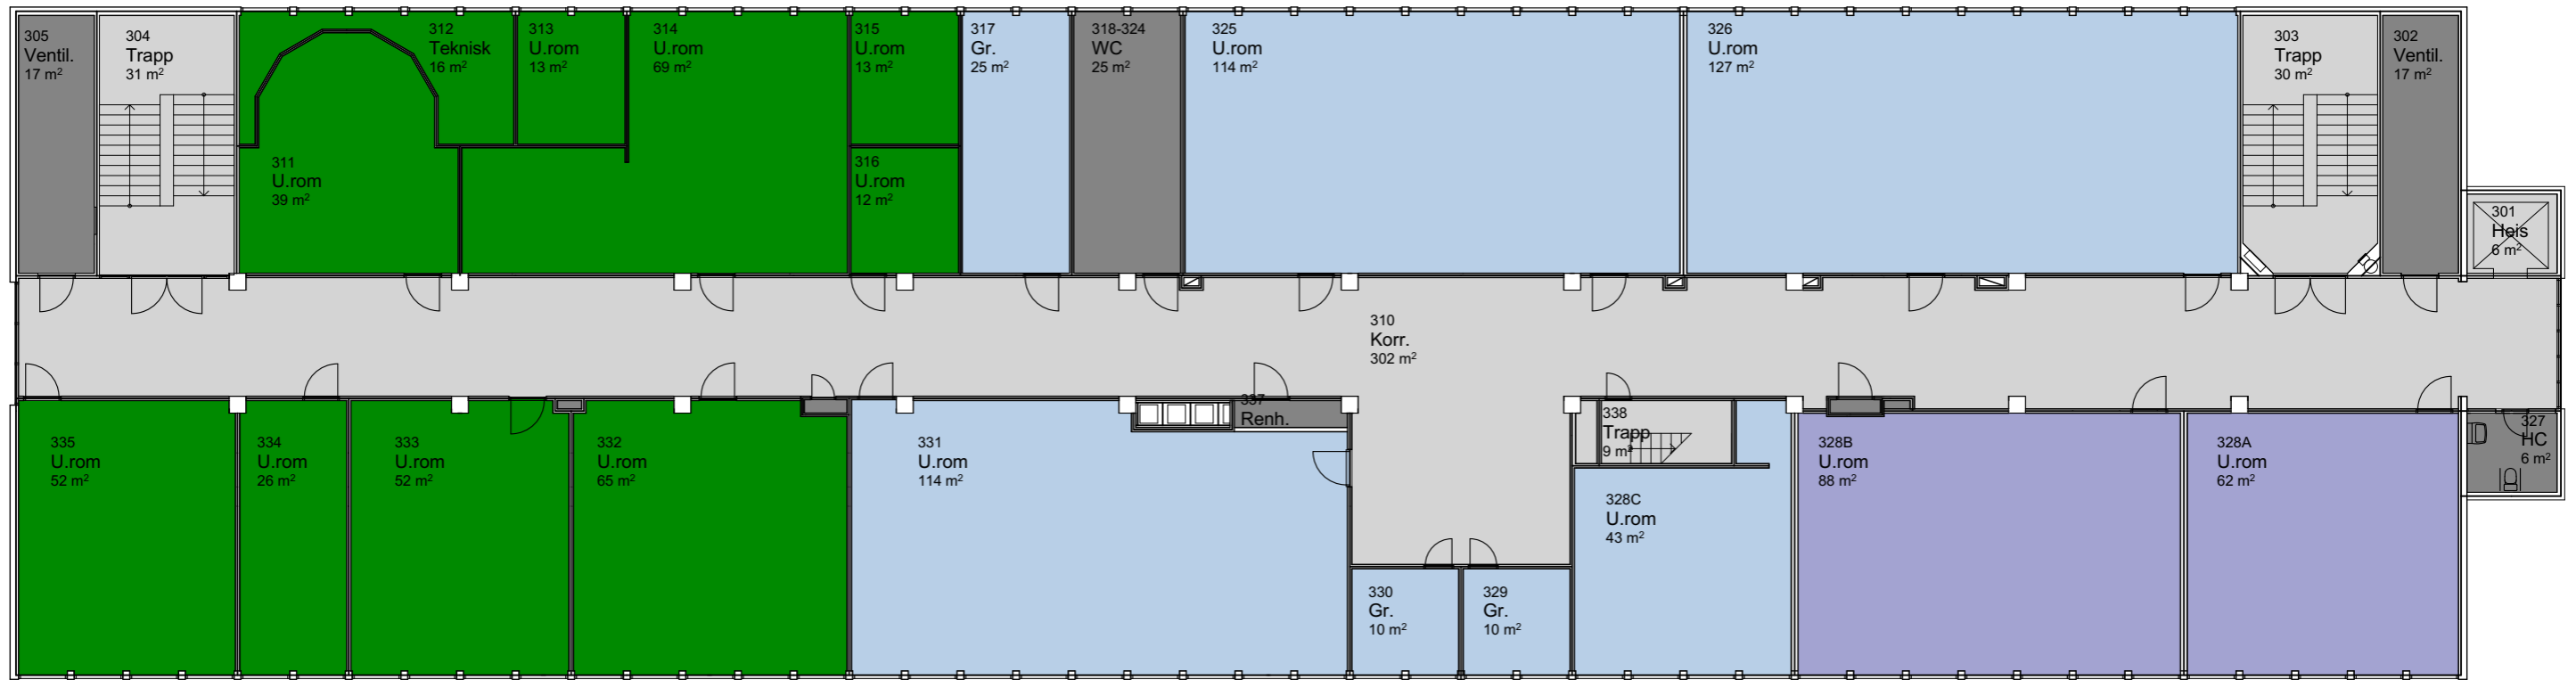 305
Ventil.
17 m²
304
Trapp
31 m²
312
Teknisk
16 m²
313
U.rom
13 m²
314
U.rom
69 m²
315
U.rom
13 m²
317
Gr.
25 m²
318-324
WC
25 m²
325
U.rom
114 m²
326
U.rom
127 m²
303
Trapp
30 m²
302
Ventil.
17 m²
311
U.rom
39 m²
316
U.rom
12 m²
301
Heis
6 m²
310
Korr.
302 m²
335
U.rom
52 m²
334
U.rom
26 m²
333
U.rom
52 m²
332
U.rom
65 m²
331
U.rom
114 m²
337
Renh.
338
Trapp
9 m²
328B
U.rom
88 m²
328A
U.rom
62 m²
327
HC
6 m²
328C
U.rom
43 m²
330
Gr.
10 m²
329
Gr.
10 m²